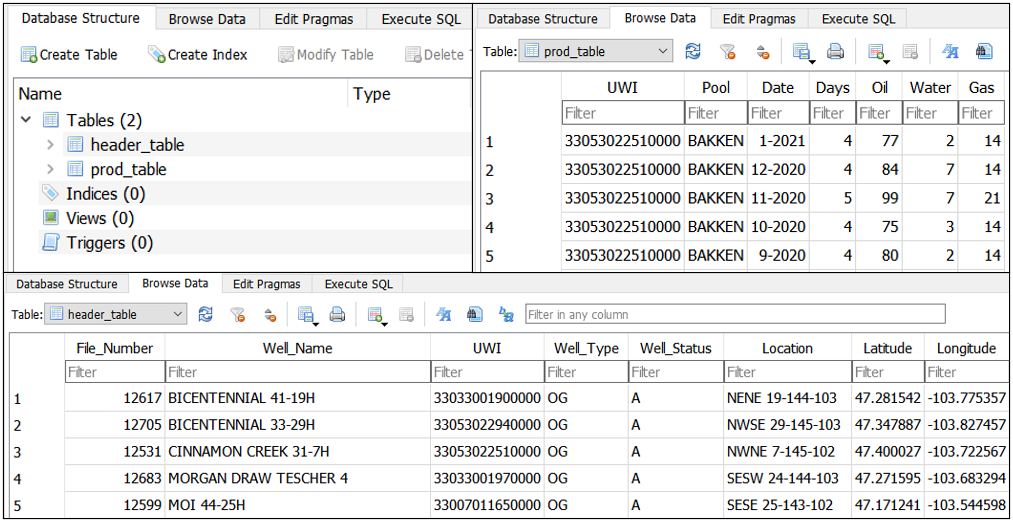 Database Structure Browse Data Edit Pragmas Execute SQL
Create Table Create Index Modify Table Delete
Name Type
Tables (2)
header_table
prod_table
Indices (0)
Views (0)
Triggers (0)
Database Structure Browse Data Edit Pragmas Execute SQL
Table: prod_table
UWI Pool Date Days Oil Water Gas
Filter Filter Filter Filter Filter Filter Filter
1 33053022510000 BAKKEN 1-2021 4 77 2 14
2 33053022510000 BAKKEN 12-2020 4 84 7 14
3 33053022510000 BAKKEN 11-2020 5 99 7 21
4 33053022510000 BAKKEN 10-2020 4 75 3 14
5 33053022510000 BAKKEN 9-2020 4 80 2 14
Database Structure Browse Data Edit Pragmas Execute SQL
Table: header_table Filter in any column
File_Number Well_Name UWI Well_Type Well_Status Location Latitude Longitude
Filter Filter Filter Filter Filter Filter Filter Filter
1 12617 BICENTENNIAL 41-19H 33033001900000 OG A NENE 19-144-103 47.281542 -103.775357
2 12705 BICENTENNIAL 33-29H 33053022940000 OG A NWSE 29-145-103 47.347887 -103.827457
3 12531 CINNAMON CREEK 31-7H 33053022510000 OG A NWNE 7-145-102 47.400027 -103.722567
4 12683 MORGAN DRAW TESCHER 4 33033001970000 OG A SESW 24-144-103 47.271595 -103.683294
5 12599 MOI 44-25H 33007011650000 OG A SESE 25-143-102 47.171241 -103.544598